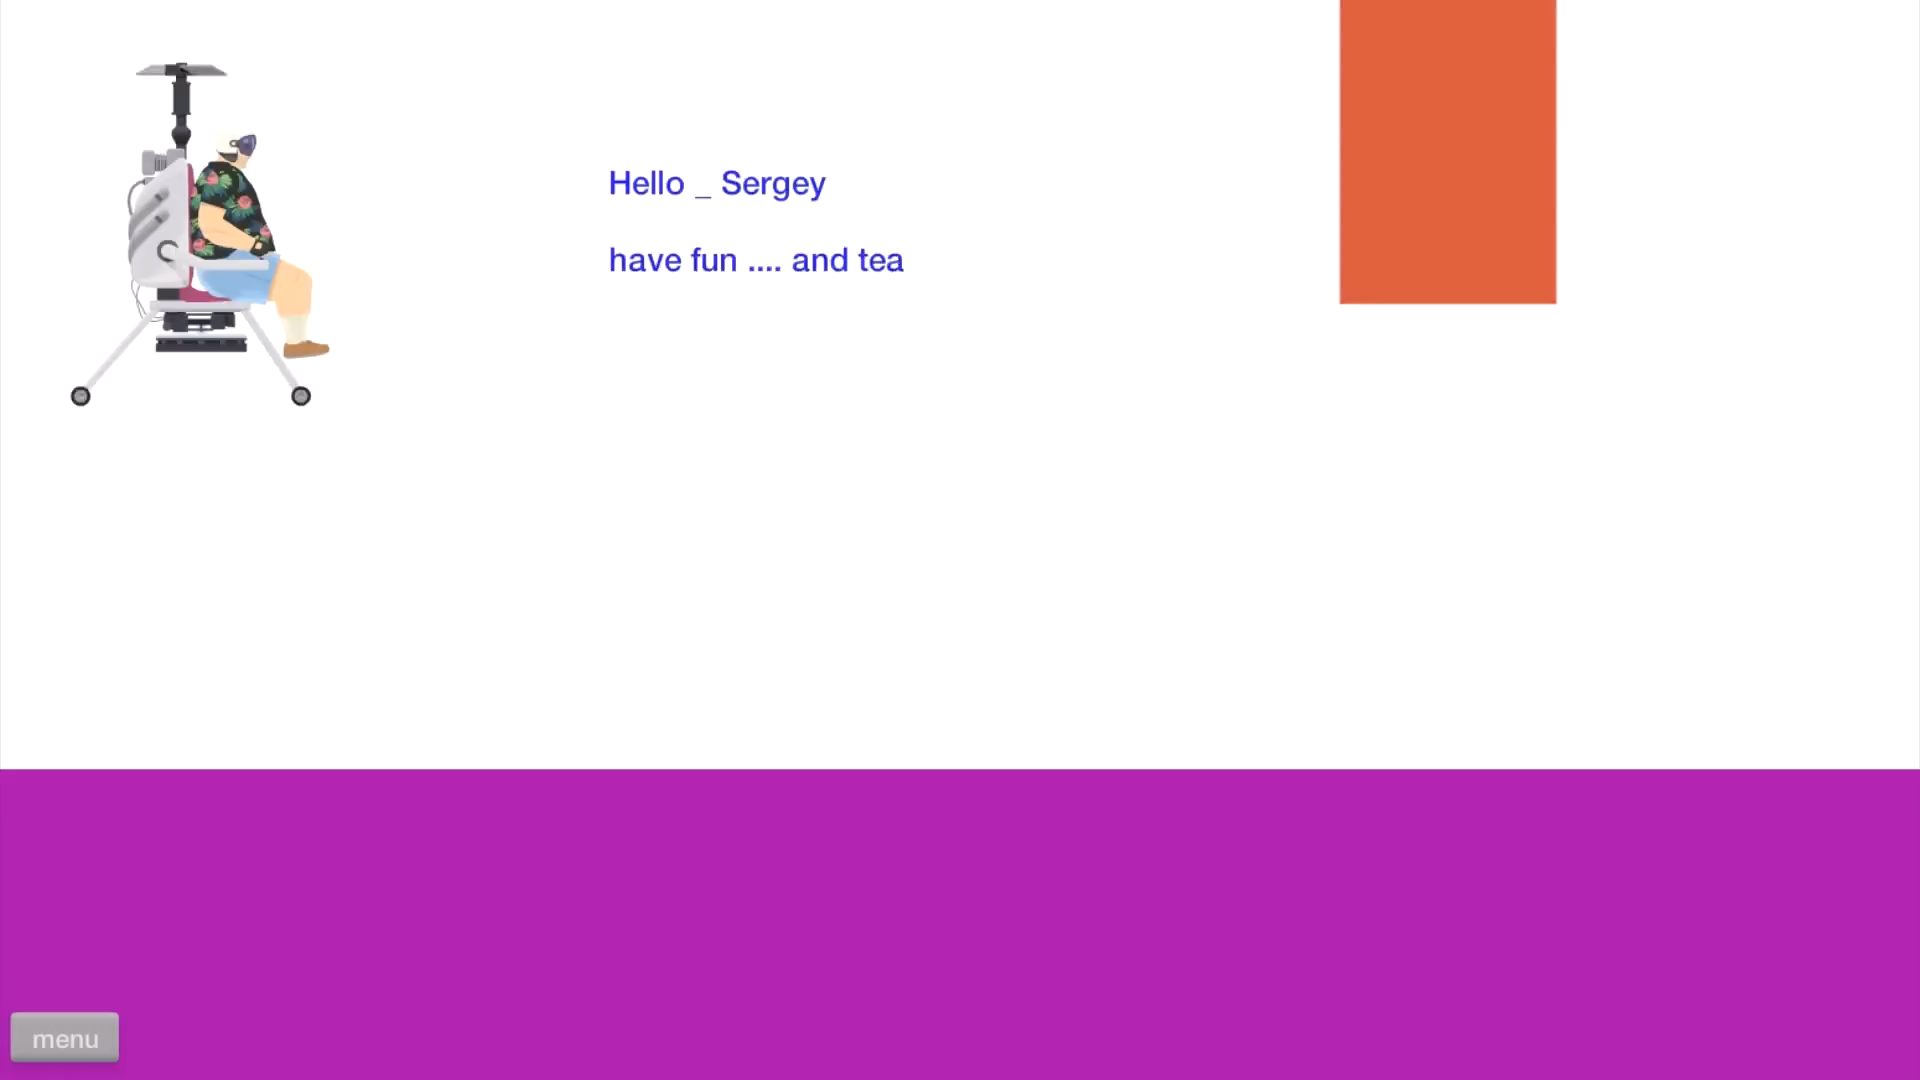 Hello _ Sergey
have fun .... and tea
menu